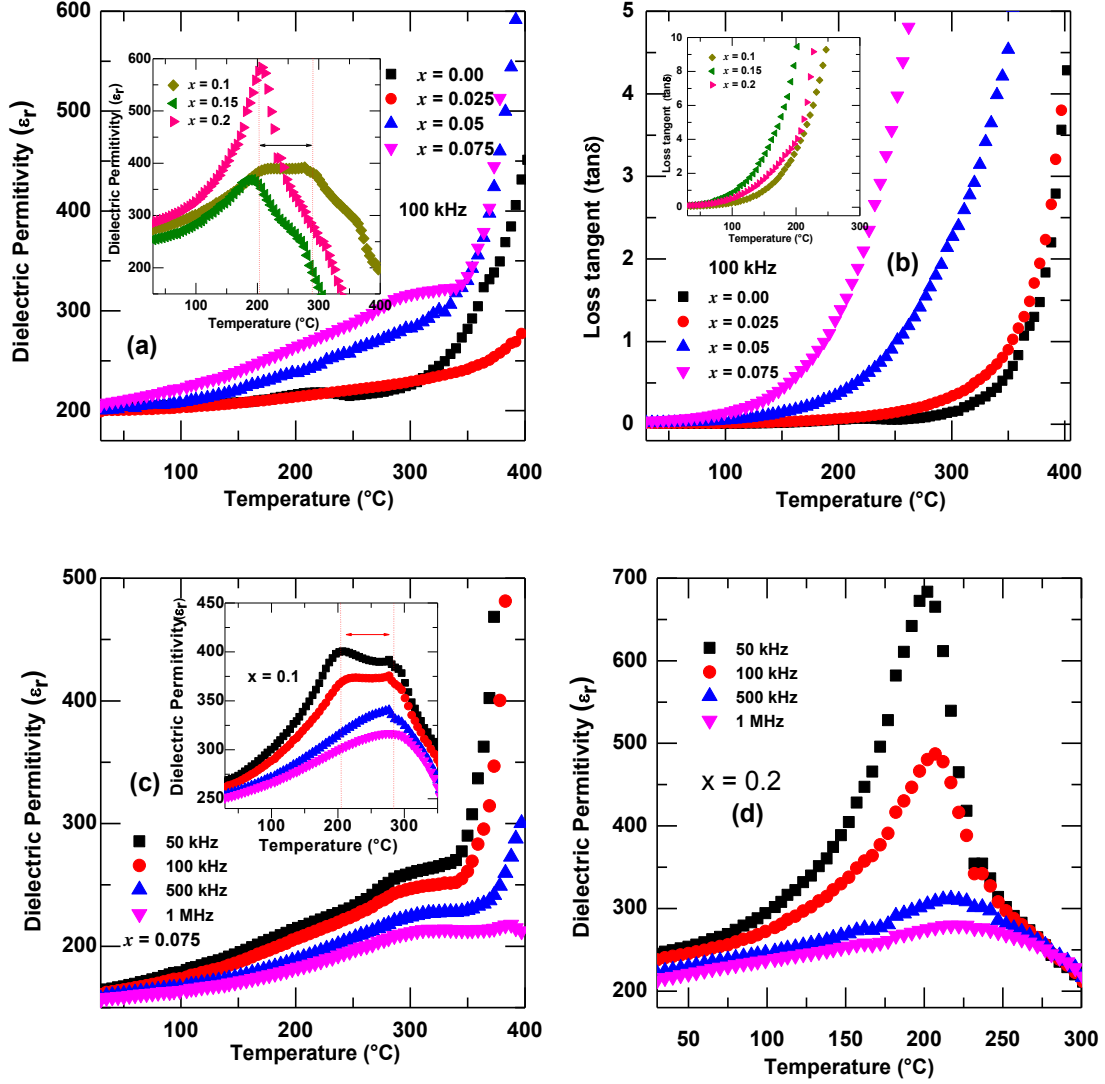 600
500
400
300
200
Dielectric Permitivity (εr)
100
200
300
400
Temperature (°C)
(a)
100 kHz
x = 0.00
x = 0.025
x = 0.05
x = 0.075
600
500
400
300
200
Dielectric Permitivity (εr)
x = 0.1
x = 0.15
x = 0.2
100
200
300
400
Temperature (°C)
5
4
3
2
1
0
Loss tangent (tanδ)
100
200
300
400
Temperature (°C)
(b)
100 kHz
x = 0.00
x = 0.025
x = 0.05
x = 0.075
10
8
6
4
2
0
Loss tangent (tanδ)
x = 0.1
x = 0.15
x = 0.2
100
200
300
Temperature (°C)
500
400
300
200
Dielectric Permitivity (εr)
100
200
300
400
Temperature (°C)
(c)
50 kHz
100 kHz
500 kHz
1 MHz
x = 0.075
450
400
375
350
300
250
Dielectric Permitivity(εr)
x = 0.1
100
200
300
Temperature (°C)
700
600
500
400
300
200
Dielectric Permitivity (εr)
50
100
150
200
250
300
Temperature (°C)
50 kHz
100 kHz
500 kHz
1 MHz
x = 0.2
(d)